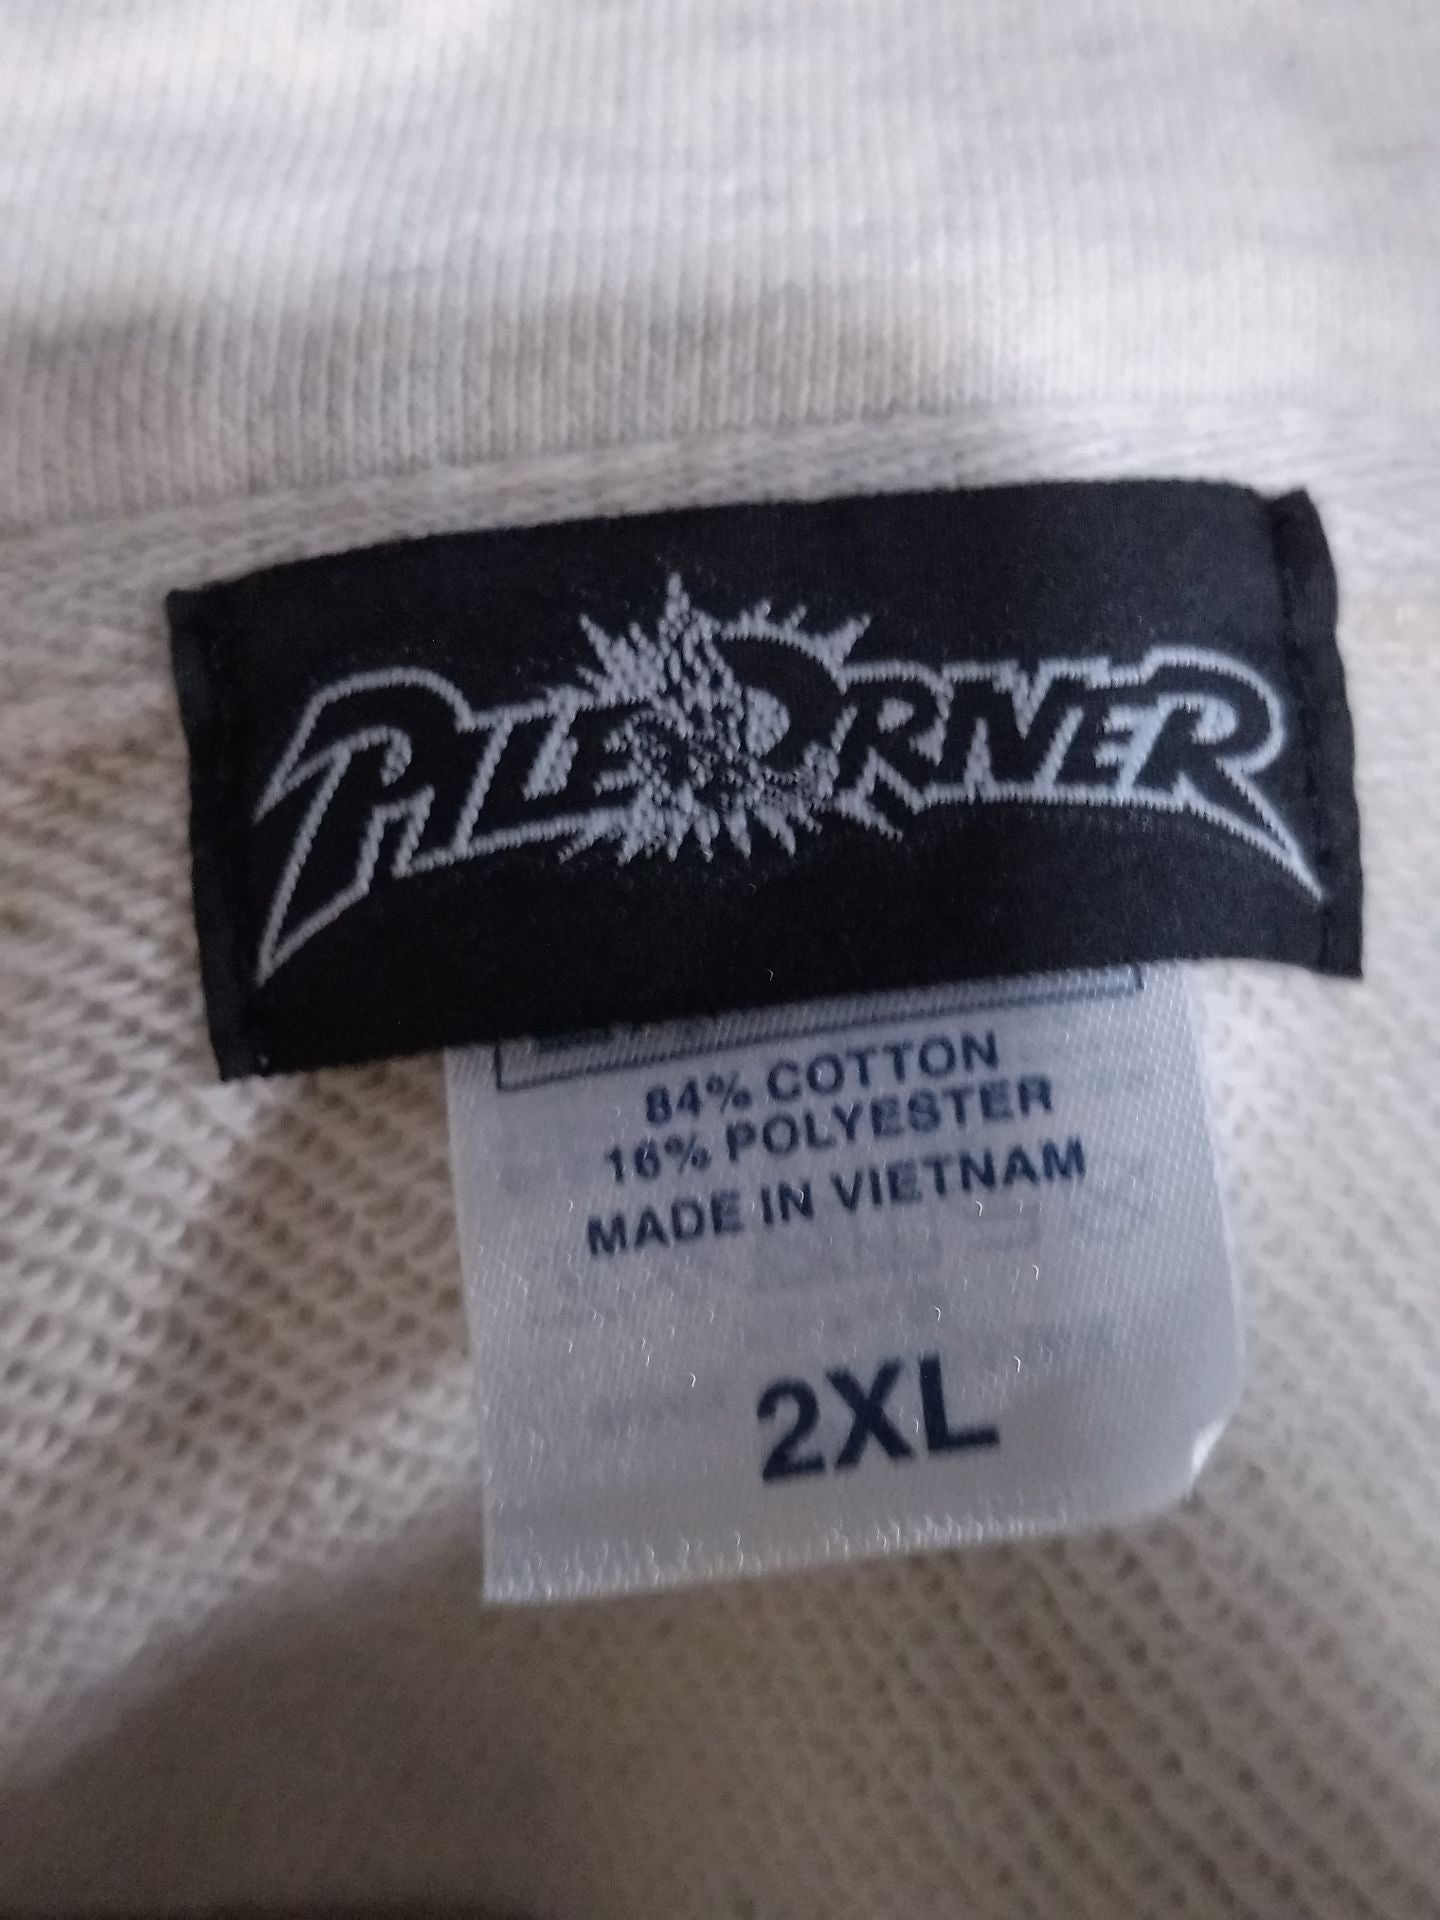 PILEDRIVER
84% COTTON
16% POLYESTER
MADE IN VIETNAM
2XL